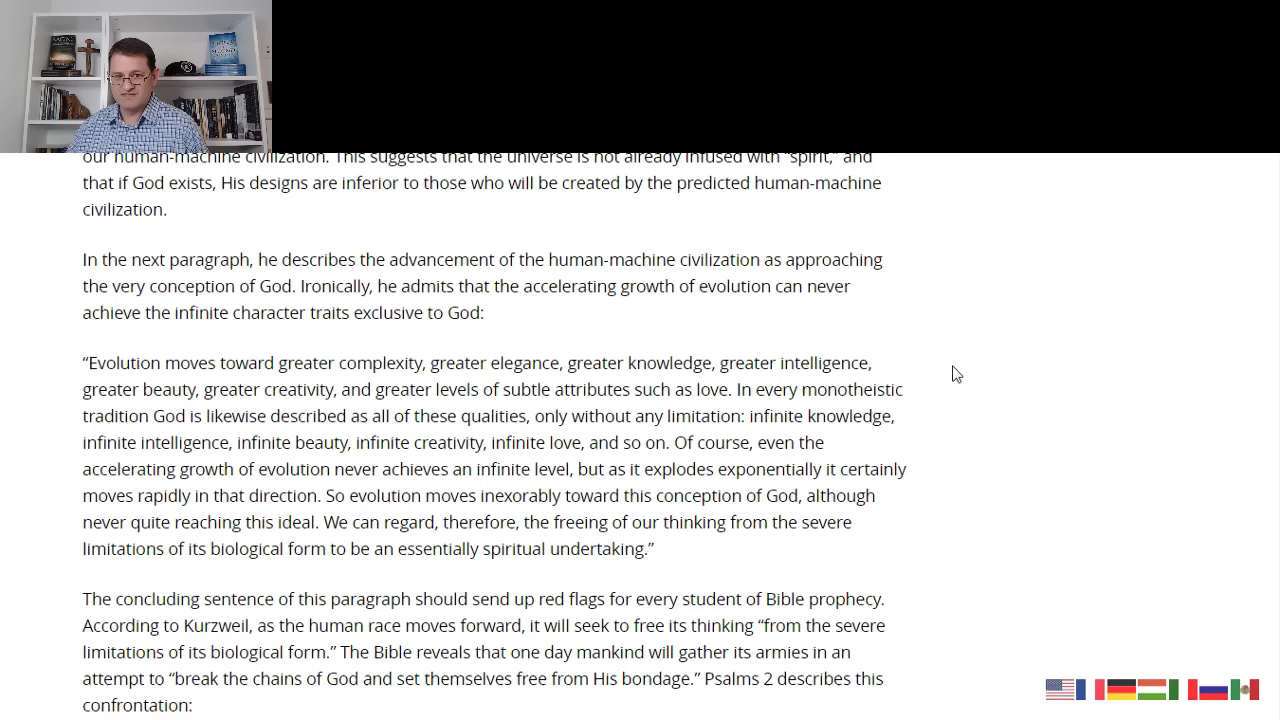 our human-machine civilization. This suggests that the universe is not already infused with “spirit,” and
that if God exists, His designs are inferior to those who will be created by the predicted human-machine
civilization.
In the next paragraph, he describes the advancement of the human-machine civilization as approaching
the very conception of God. Ironically, he admits that the accelerating growth of evolution can never
achieve the infinite character traits exclusive to God:
“Evolution moves toward greater complexity, greater elegance, greater knowledge, greater intelligence,
greater beauty, greater creativity, and greater levels of subtle attributes such as love. In every monotheistic
tradition God is likewise described as all of these qualities, only without any limitation: infinite knowledge,
infinite intelligence, infinite beauty, infinite creativity, infinite love, and so on. Of course, even the
accelerating growth of evolution never achieves an infinite level, but as it explodes exponentially it certainly
moves rapidly in that direction. So evolution moves inexorably toward this conception of God, although
never quite reaching this ideal. We can regard, therefore, the freeing of our thinking from the severe
limitations of its biological form to be an essentially spiritual undertaking.”
The concluding sentence of this paragraph should send up red flags for every student of Bible prophecy.
According to Kurzweil, as the human race moves forward, it will seek to free its thinking “from the severe
limitations of its biological form.” The Bible reveals that one day mankind will gather its armies in an
attempt to “break the chains of God and set themselves free from His bondage.” Psalms 2 describes this
confrontation: